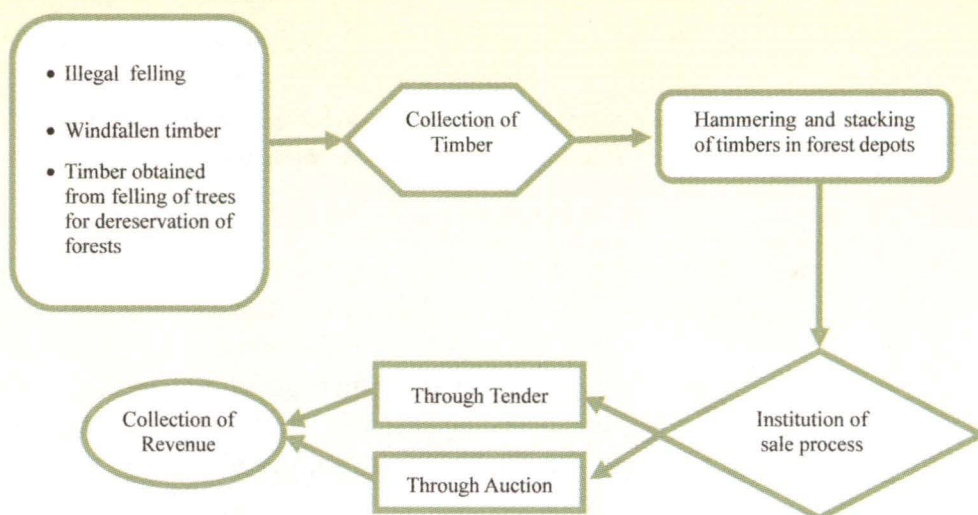 • Illegal felling
• Windfallen timber
• Timber obtained
from felling of trees
for dereservation of
forests
Collection of
Timber
Hammering and stacking
of timbers in forest depots
Institution of
sale process
Through Tender
Through Auction
Collection of
Revenue